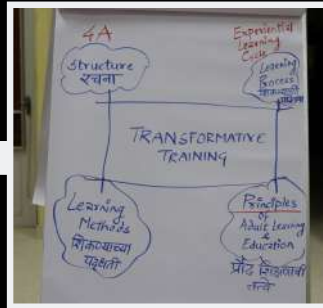 4A
Structure
रचना
Experiential
Learning
Cycle
Learning
Process
TRANSFORMATIVE
TRAINING
Learning
Methods
शिकण्याच्या
पद्धती
Principles
of
Adult Learning
&
Education
प्रौढ शिक्षणाची
तत्त्वे